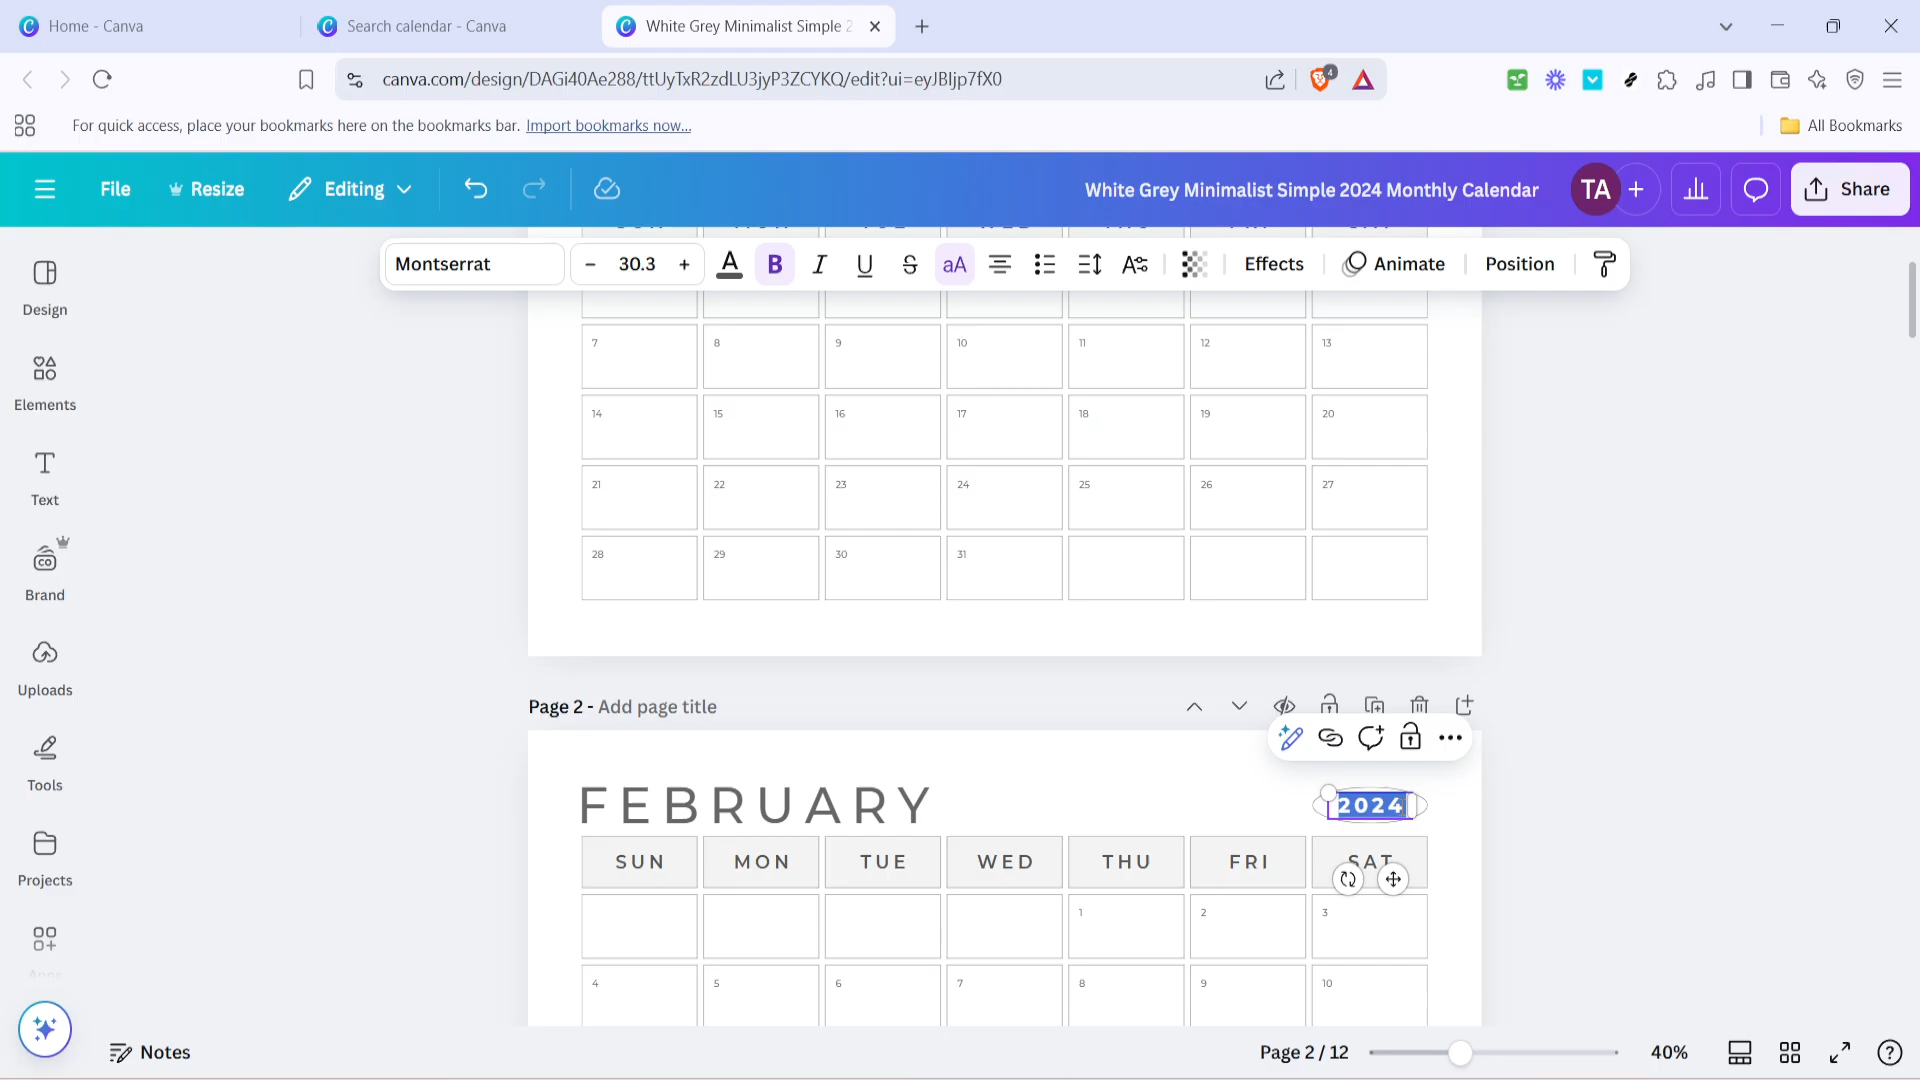 Home - Canva
Search calendar - Canva
White Grey Minimalist Simple 2
canva.com/design/DAGi40Ae288/ttUyTxR2zdLU3jyP3ZCYKQ/edit?ui=eyJBIjp7fX0
4
For quick access, place your bookmarks here on the bookmarks bar. Import bookmarks now...
All Bookmarks
File
Resize
Editing
White Grey Minimalist Simple 2024 Monthly Calendar
TA
Share
Montserrat
– 30.3 +
Effects
Animate
Position
Design
Elements
Text
Brand
Uploads
Tools
Projects
Apps
7 8 9 10 11 12 13
14 15 16 17 18 19 20
21 22 23 24 25 26 27
28 29 30 31
Page 2 - Add page title
FEBRUARY
2024
SUN MON TUE WED THU FRI SAT
1 2 3
4 5 6 7 8 9 10
Notes
Page 2 / 12
40%